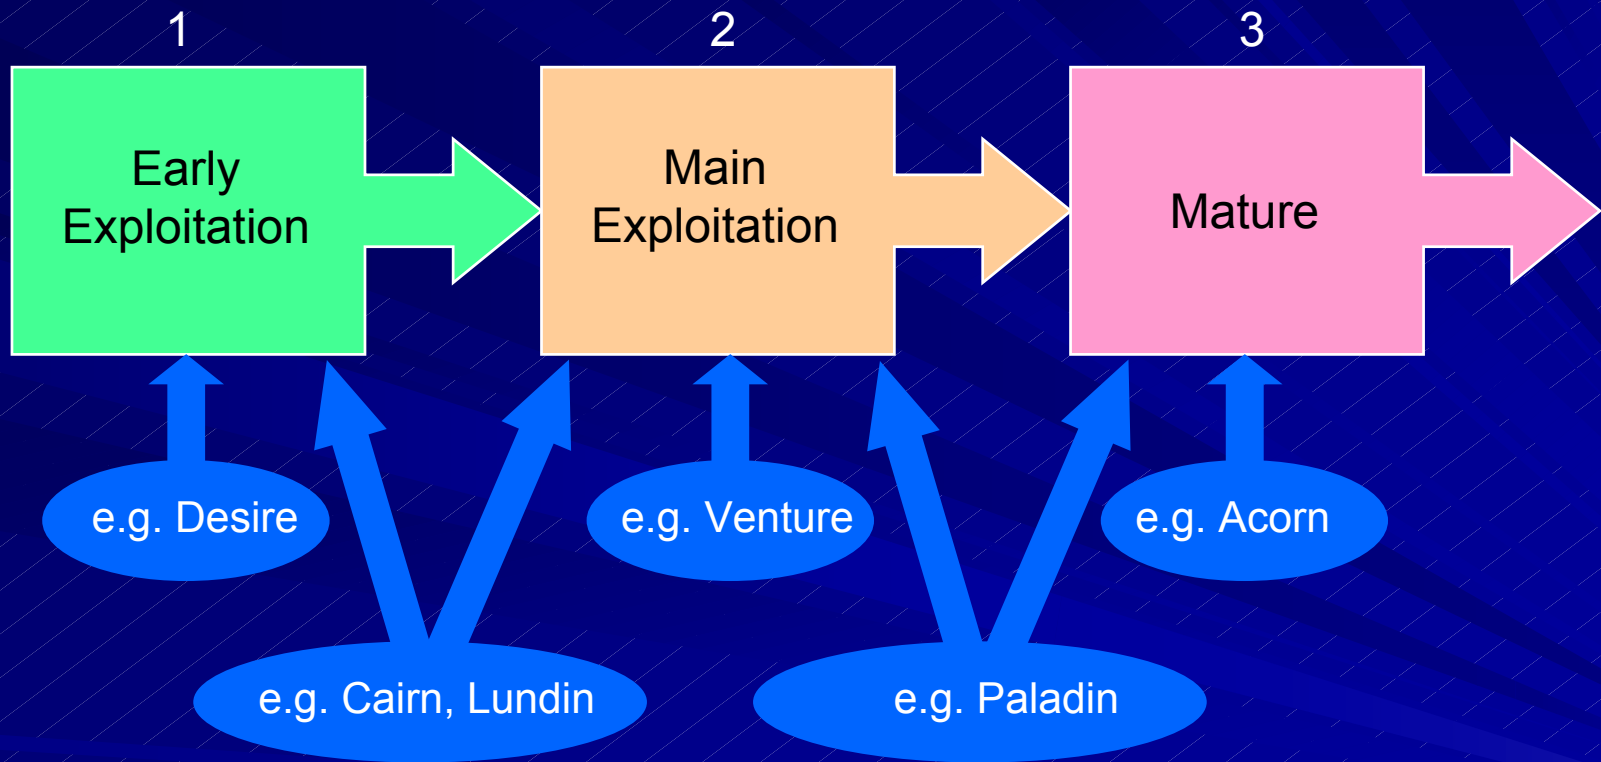 1
2
3
Early
Exploitation
Main
Exploitation
Mature
e.g. Desire
e.g. Venture
e.g. Acorn
e.g. Cairn, Lundin
e.g. Paladin